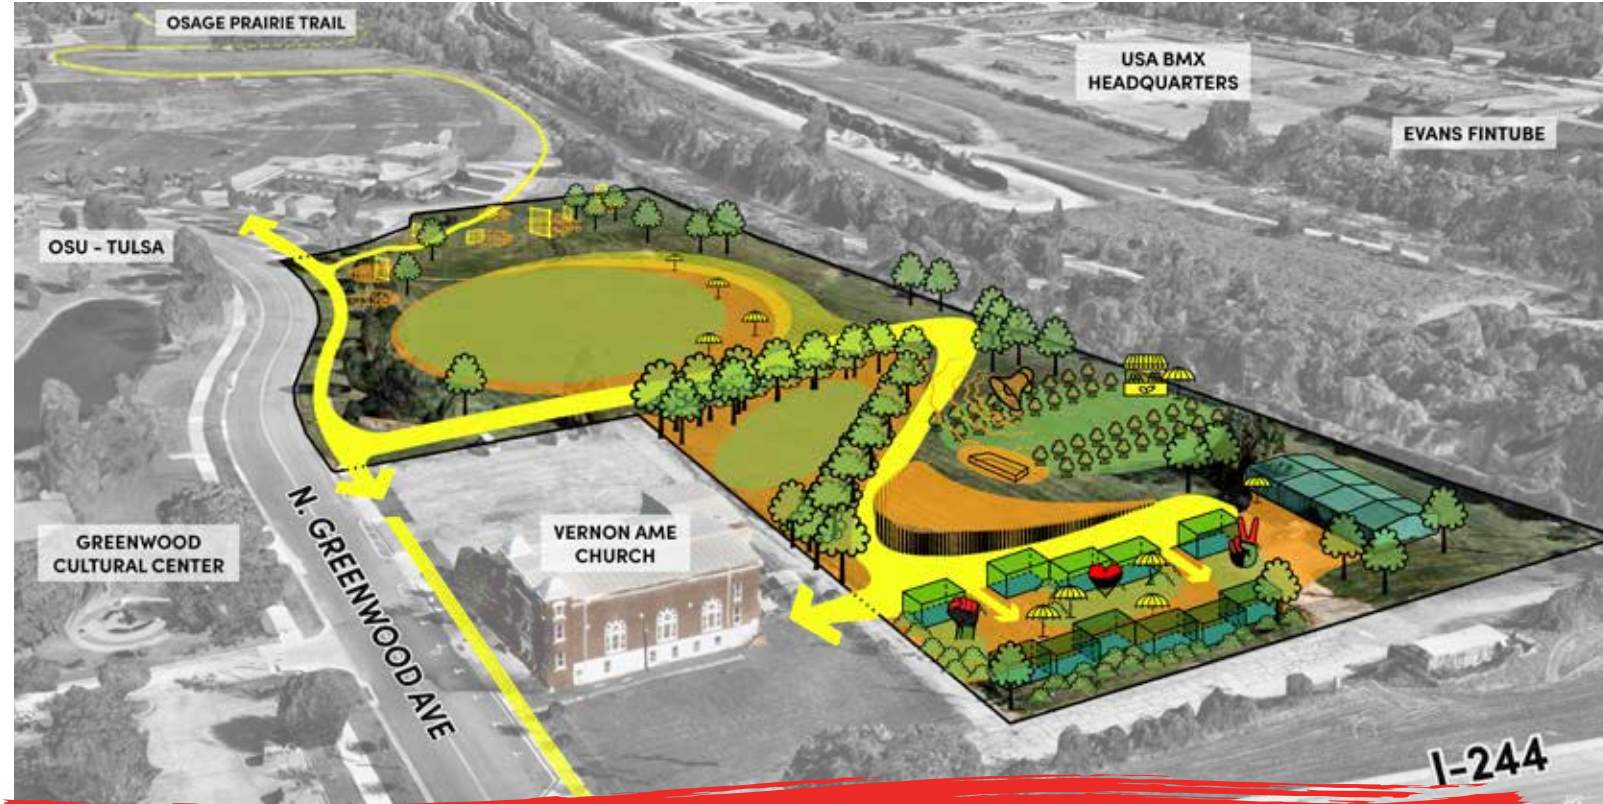 OSAGE PRAIRIE TRAIL
USA BMX
HEADQUARTERS
EVANS FINTUBE
OSU - TULSA
N. GREENWOOD AVE
VERNON AME
CHURCH
GREENWOOD
CULTURAL CENTER
I-244